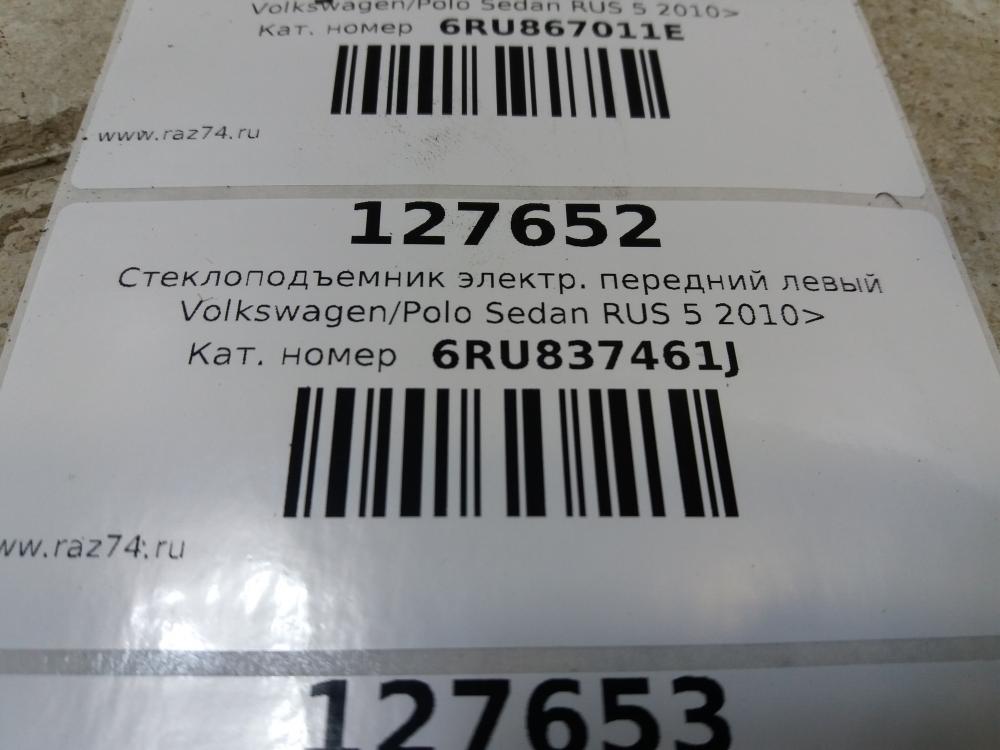 Volkswagen/Polo Sedan RUS 5 2010>
Кат. номер 6RU867011E
www.raz74.ru
127652
Стеклоподъемник электр. передний левый
Volkswagen/Polo Sedan RUS 5 2010>
Кат. номер 6RU837461J
ww.raz74.ru
127653